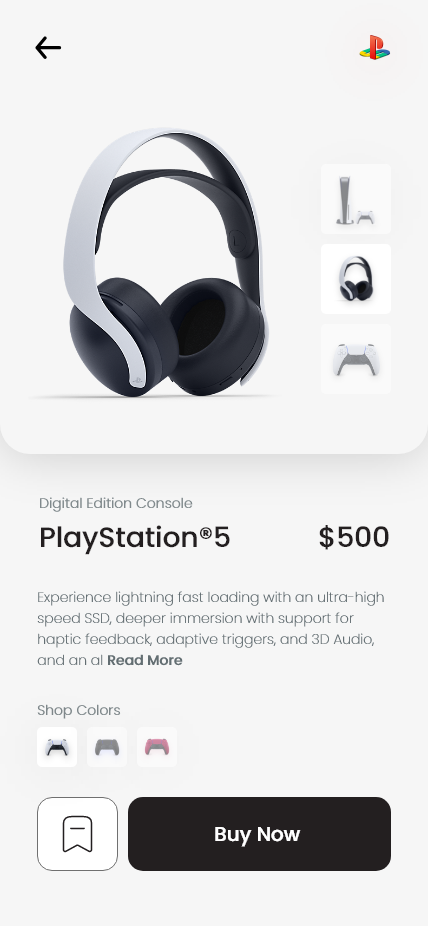 Digital Edition Console
PlayStation®5
$500
Experience lightning fast loading with an ultra-high
speed SSD, deeper immersion with support for
haptic feedback, adaptive triggers, and 3D Audio,
and an al Read More
Shop Colors
Buy Now